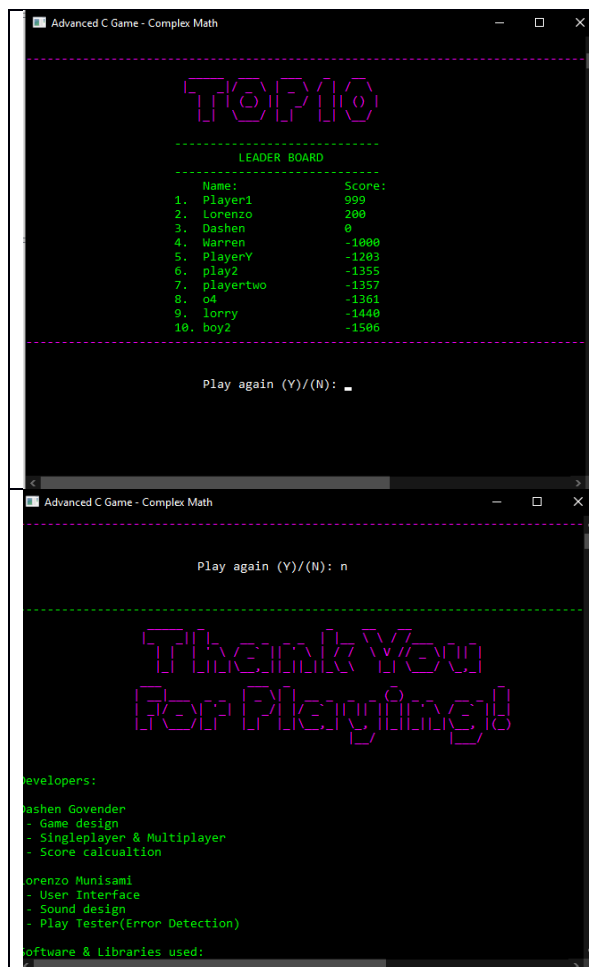 Advanced C Game - Complex Math
TOP10
LEADER BOARD
Name: Score:
1. Player1 999
2. Lorenzo 200
3. Dashen 0
4. Warren -1000
5. PlayerY -1203
6. play2 -1355
7. playertwo -1357
8. o4 -1361
9. lorry -1440
10. boy2 -1506
Play again (Y)/(N):
Advanced C Game - Complex Math
Play again (Y)/(N): n
Thank You
For Playing!
Developers:
Dashen Govender
- Game design
- Singleplayer & Multiplayer
- Score calcualtion
Lorenzo Munisami
- User Interface
- Sound design
- Play Tester(Error Detection)
Software & Libraries used: